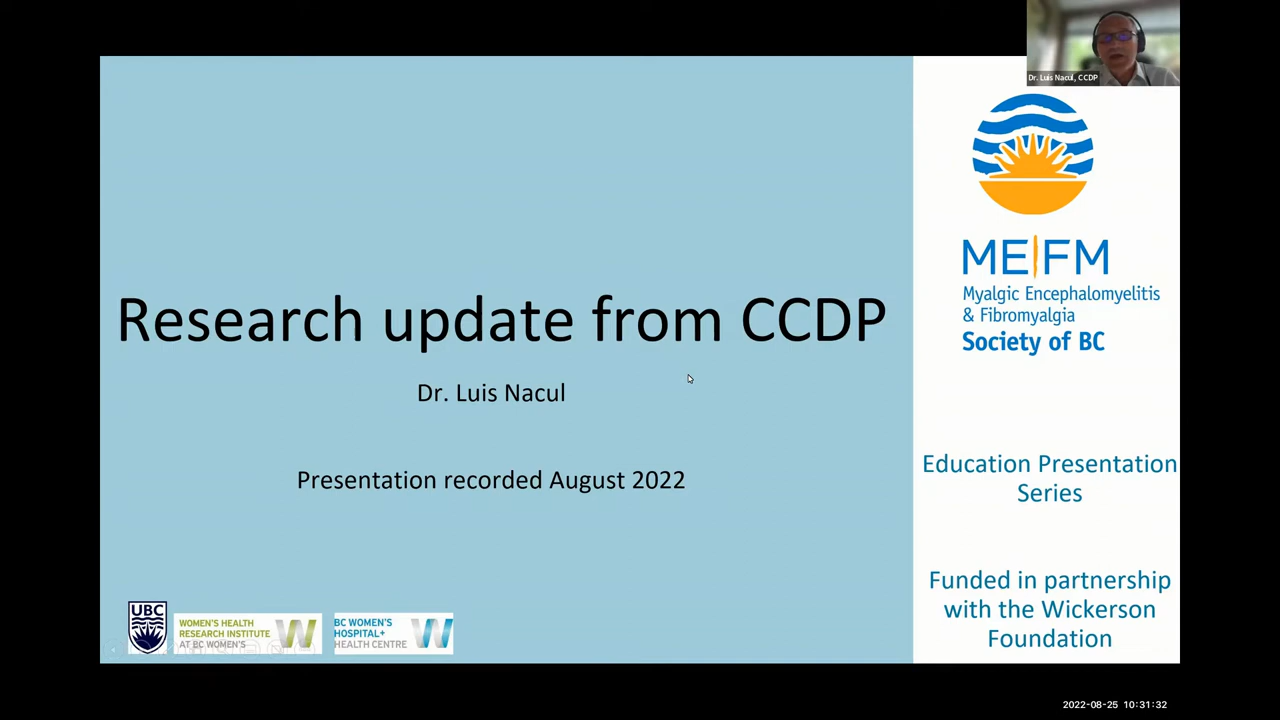 Dr. Luis Nacul, CCDP
Research update from CCDP
Dr. Luis Nacul
Presentation recorded August 2022
UBC
WOMEN'S HEALTH
RESEARCH INSTITUTE
AT BC WOMEN'S
W
BC WOMEN'S
HOSPITAL+
HEALTH CENTRE
W
ME|FM
Myalgic Encephalomyelitis
& Fibromyalgia
Society of BC
Education Presentation
Series
Funded in partnership
with the Wickerson
Foundation
2022-08-25 10:31:32